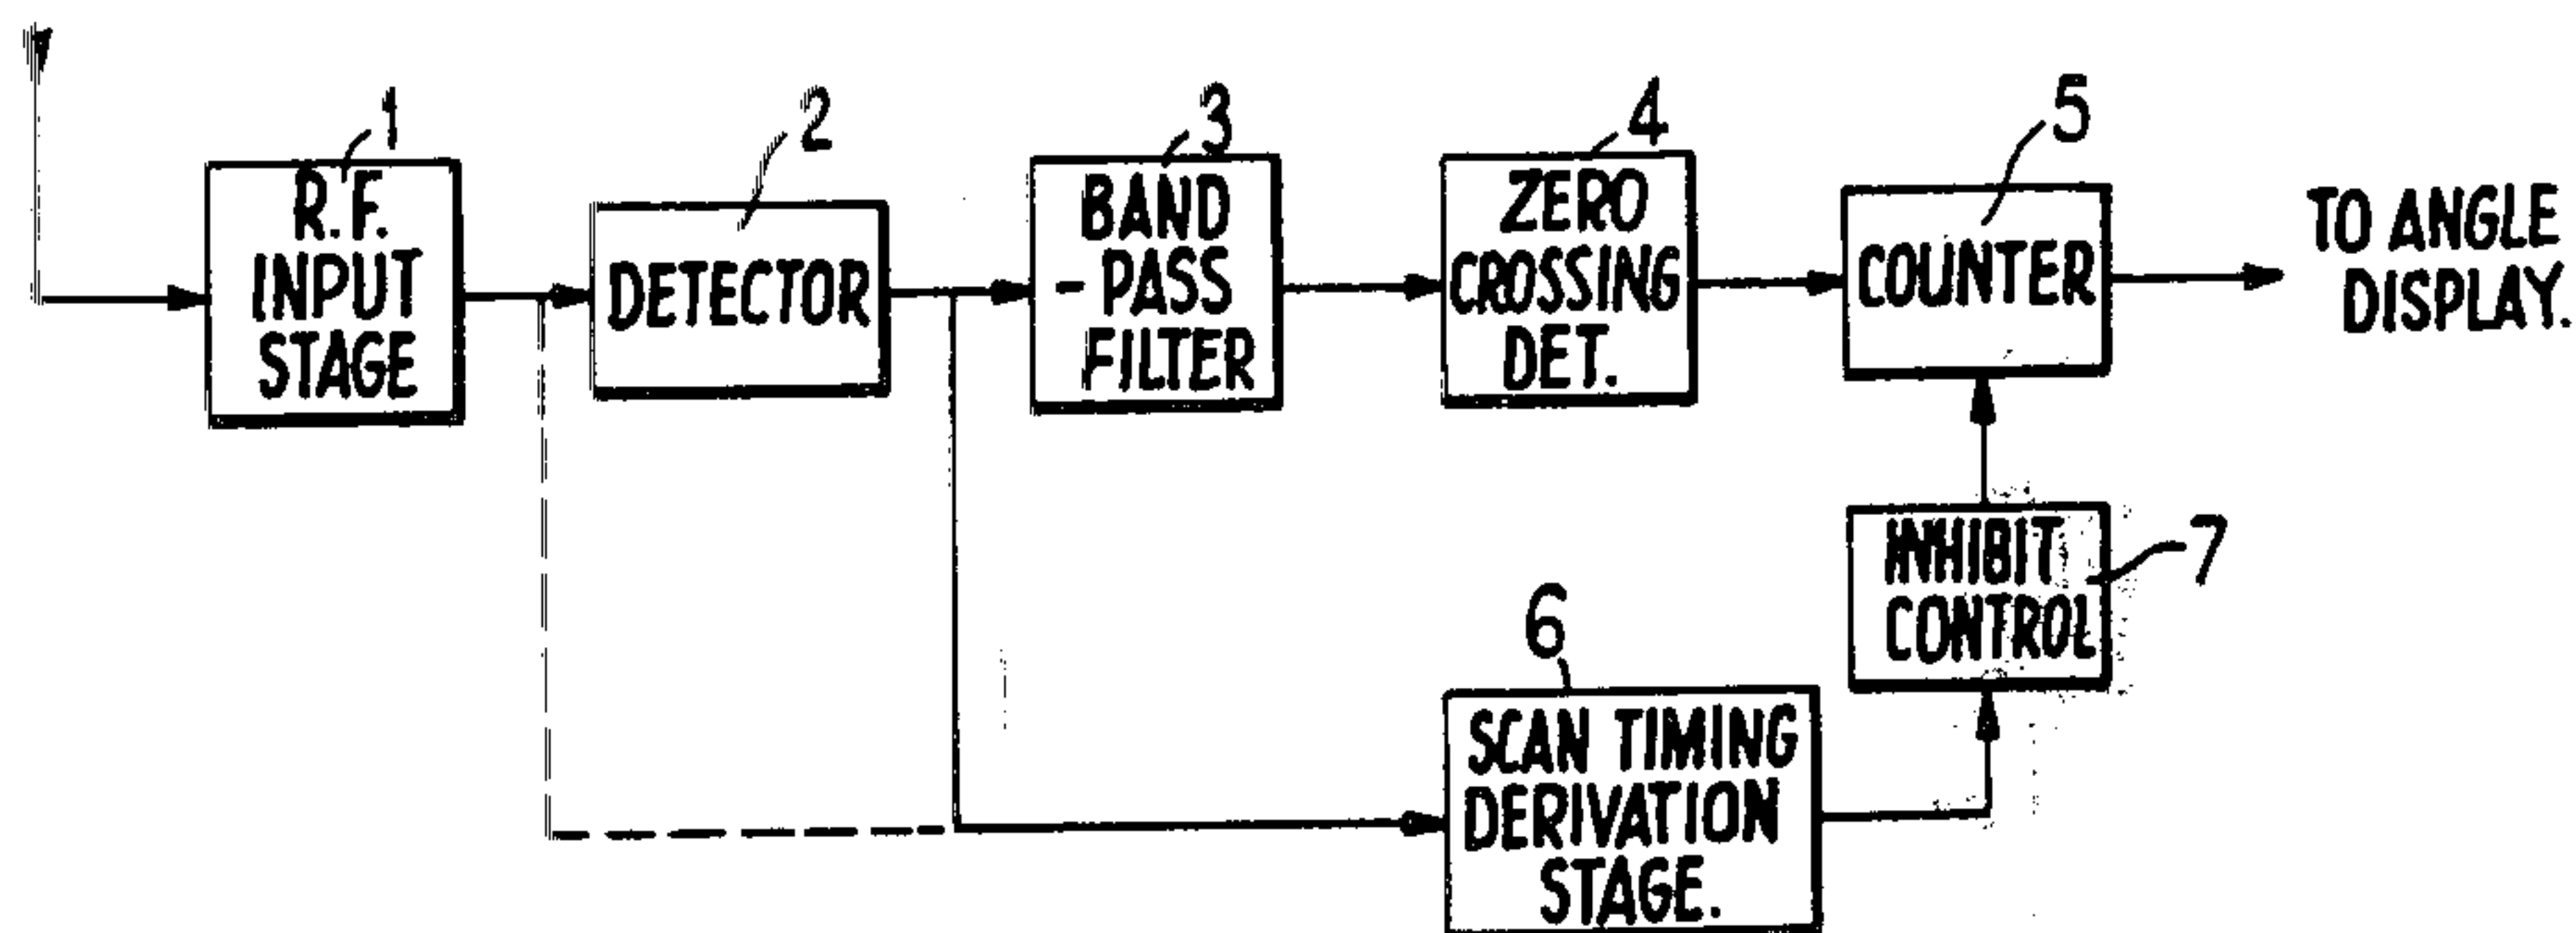 1
R.F.
INPUT
STAGE
2
DETECTOR
3
BAND
- PASS
FILTER
4
ZERO
CROSSING
DET.
5
COUNTER
TO ANGLE
DISPLAY.
6
SCAN TIMING
DERIVATION
STAGE.
7
INHIBIT
CONTROL